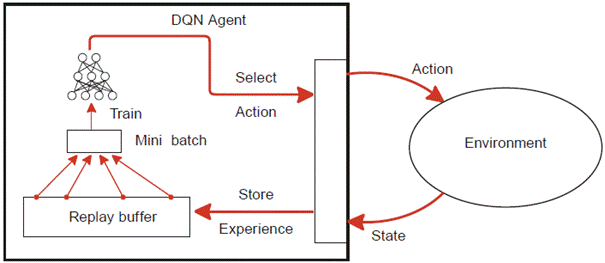 DQN Agent
Select
Action
Train
Mini batch
Store
Experience
Replay buffer
Action
Environment
State